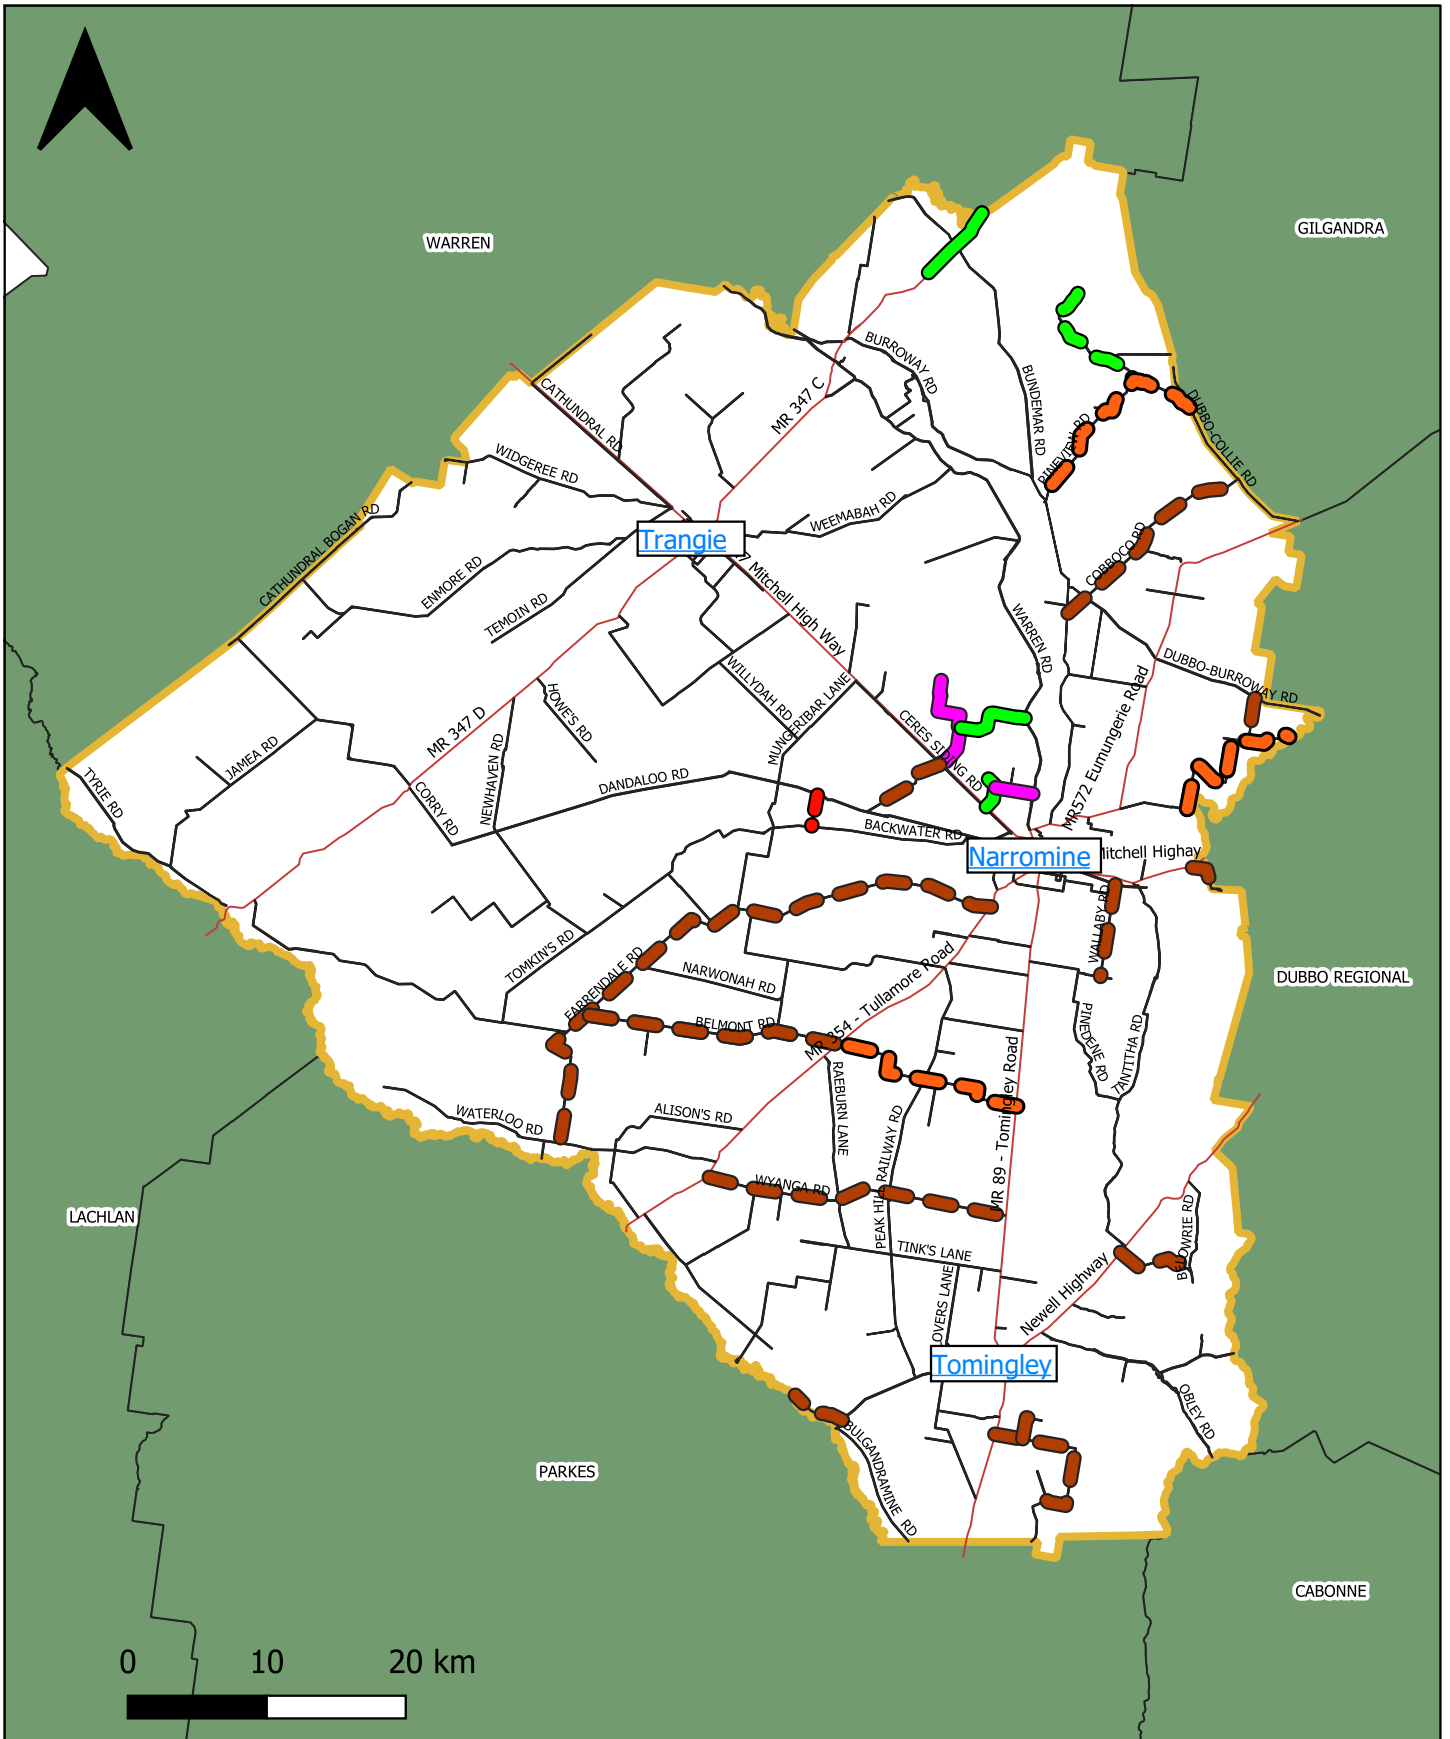 WARREN
GILGANDRA
BURROWAY RD
BUNDEMAR RD
CATHUNDRAL RD
MR 347 C
DUBBO-COLLIE RD
PINEVIEW RD
WIDGEREE RD
WEEMABAH RD
CATHUNDRAL BOGAN RD
Trangie
COBBOCO RD
7 Mitchell High Way
ENMORE RD
TEMOIN RD
WARREN RD
DUBBO-BURROWAY RD
WILLYDAH RD
MUNGERIBAR LANE
HOWE'S RD
MR 347 D
CERES SIDING RD
MR572 Eumungerie Road
JAMEA RD
NEWHAVEN RD
DANDALOO RD
TYRIE RD
CORRY RD
BACKWATER RD
Narromine
Mitchell Highay
WALLABY RD
TOMKIN'S RD
FARRENDALE RD
NARWONAH RD
MR 354 - Tullamore Road
DUBBO REGIONAL
BELMONT RD
PINEDENE RD
TANTITHA RD
RAEBURN LANE
WATERLOO RD
ALISON'S RD
PEAK HILL RAILWAY RD
MR 89 - Tomingley Road
WYANGA RD
LACHLAN
BELOWRIE RD
TINK'S LANE
Newell Highway
LOVERS LANE
Tomingley
OBLEY RD
BULGANDRAMINE RD
PARKES
CABONNE
0 10 20 km